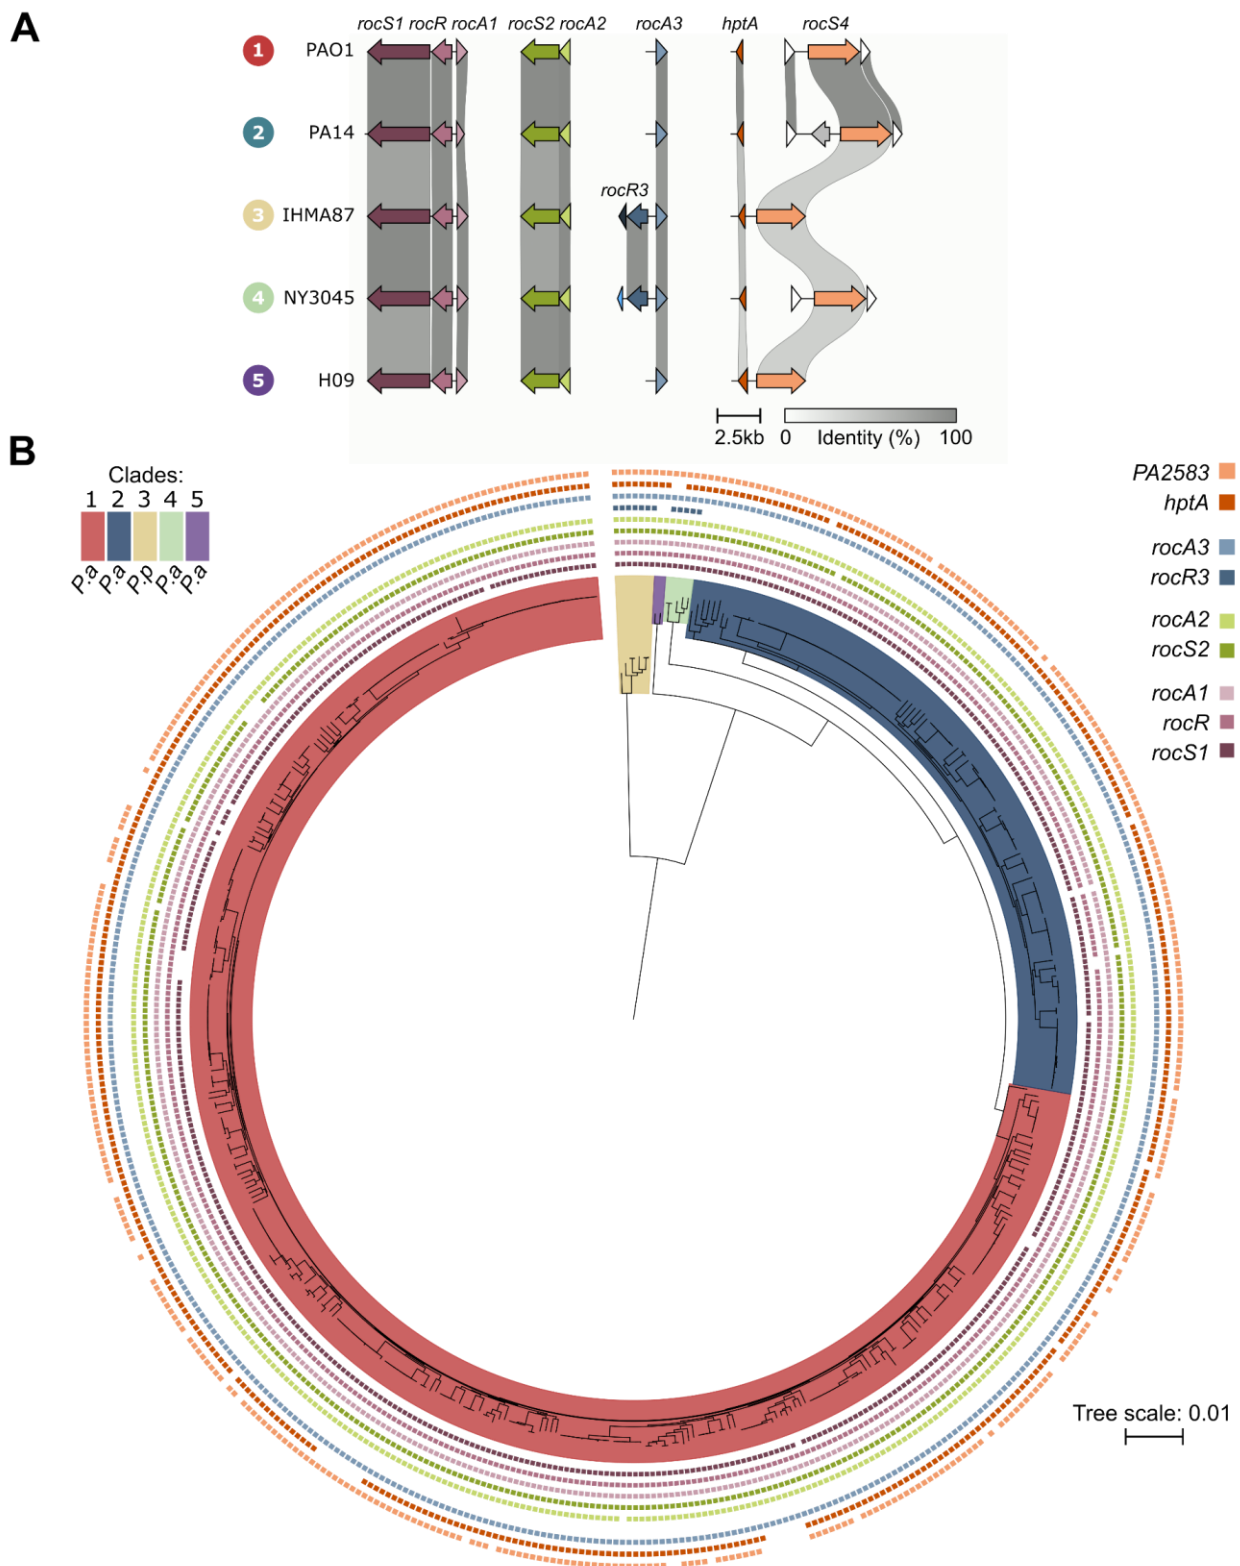 A
rocS1 rocR rocA1 rocS2 rocA2 rocA3 hptA rocS4
1 PAO1
2 PA14
rocR3
3 IHMA87
4 NY3045
5 H09
2.5kb 0 Identity (%) 100
B
Clades:
1 2 3 4 5
P.a P.a P.p P.a P.a
PA2583
hptA
rocA3
rocR3
rocA2
rocS2
rocA1
rocR
rocS1
Tree scale: 0.01